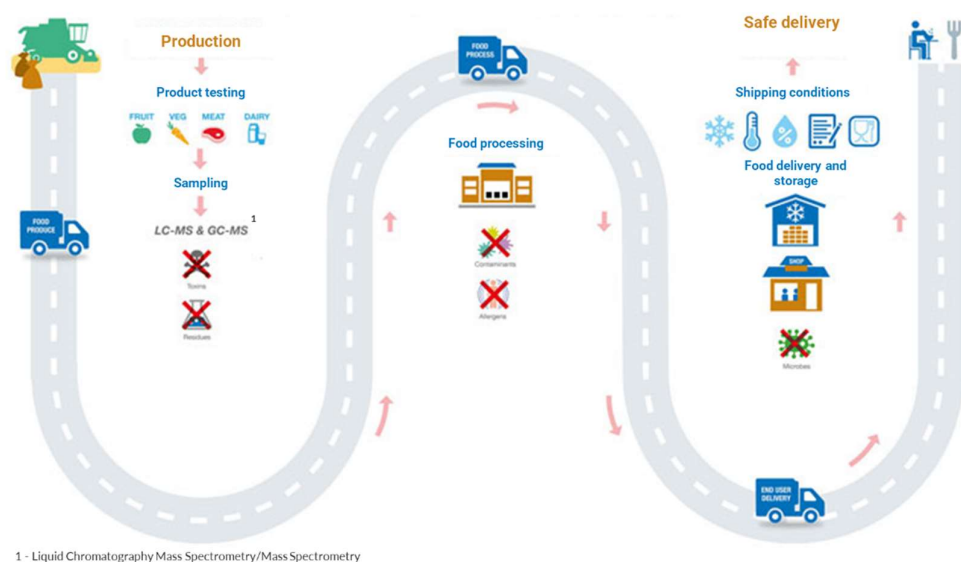 Production
Product testing
FRUIT VEG MEAT DAIRY
Sampling
LC-MS & GC-MS 1
Toxins
Residues
FOOD
PRODUCE
FOOD
PROCESS
Food processing
Contaminants
Allergens
Safe delivery
Shipping conditions
%
Food delivery and
storage
SHOP
Microbes
END USER
DELIVERY
1 - Liquid Chromatography Mass Spectrometry/Mass Spectrometry